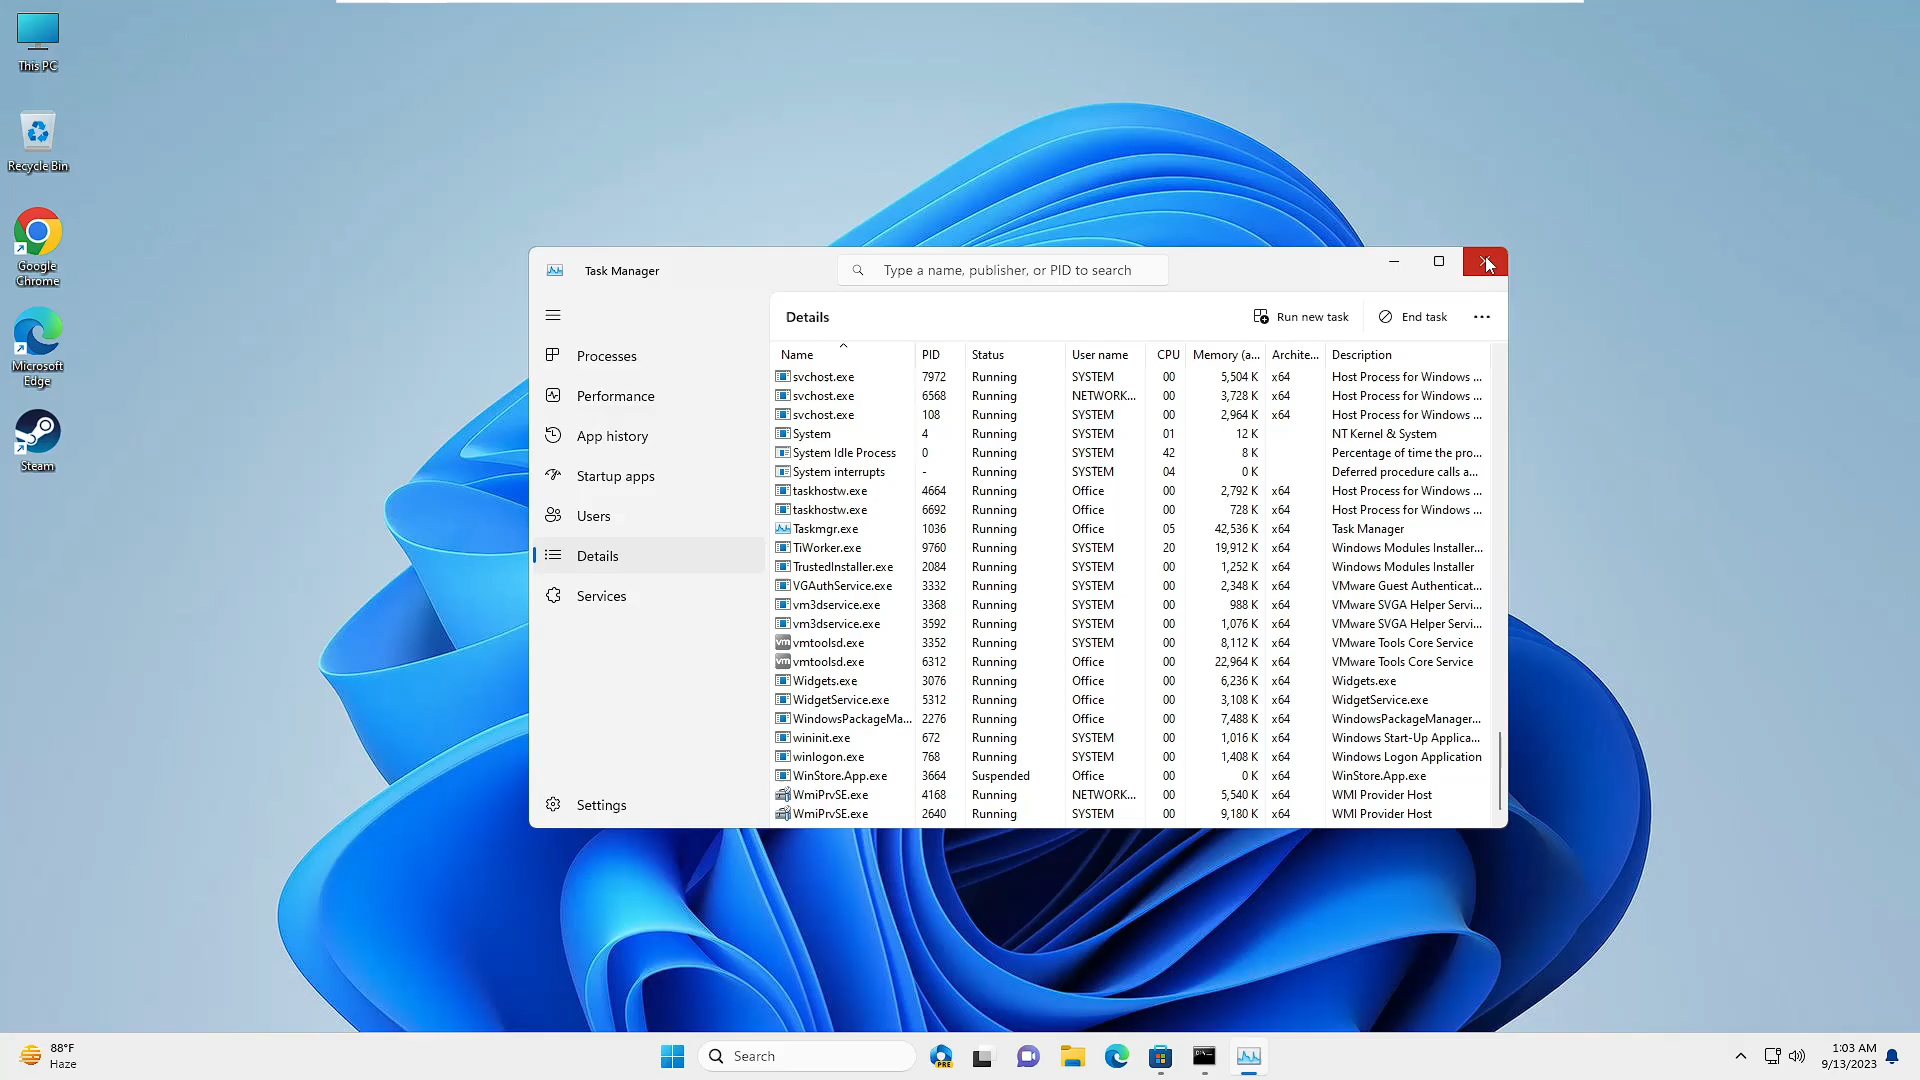 This PC
Recycle Bin
Google
Chrome
Microsoft
Edge
Steam
Task Manager
Type a name, publisher, or PID to search
Processes
Performance
App history
Startup apps
Users
Details
Services
Settings
Details
Run new task
End task
Name PID Status User name CPU Memory (a... Archite... Description
svchost.exe 7972 Running SYSTEM 00 5,504 K x64 Host Process for Windows ...
svchost.exe 6568 Running NETWORK... 00 3,728 K x64 Host Process for Windows ...
svchost.exe 108 Running SYSTEM 00 2,964 K x64 Host Process for Windows ...
System 4 Running SYSTEM 01 12 K NT Kernel & System
System Idle Process 0 Running SYSTEM 42 8 K Percentage of time the pro...
System interrupts - Running SYSTEM 04 0 K Deferred procedure calls a...
taskhostw.exe 4664 Running Office 00 2,792 K x64 Host Process for Windows ...
taskhostw.exe 6692 Running Office 00 728 K x64 Host Process for Windows ...
Taskmgr.exe 1036 Running Office 05 42,536 K x64 Task Manager
TiWorker.exe 9760 Running SYSTEM 20 19,912 K x64 Windows Modules Installer...
TrustedInstaller.exe 2084 Running SYSTEM 00 1,252 K x64 Windows Modules Installer
VGAuthService.exe 3332 Running SYSTEM 00 2,348 K x64 VMware Guest Authenticat...
vm3dservice.exe 3368 Running SYSTEM 00 988 K x64 VMware SVGA Helper Servi...
vm3dservice.exe 3592 Running SYSTEM 00 1,076 K x64 VMware SVGA Helper Servi...
vm vmtoolsd.exe 3352 Running SYSTEM 00 8,112 K x64 VMware Tools Core Service
vm vmtoolsd.exe 6312 Running Office 00 22,964 K x64 VMware Tools Core Service
Widgets.exe 3076 Running Office 00 6,236 K x64 Widgets.exe
WidgetService.exe 5312 Running Office 00 3,108 K x64 WidgetService.exe
WindowsPackageMa... 2276 Running Office 00 7,488 K x64 WindowsPackageManager...
wininit.exe 672 Running SYSTEM 00 1,016 K x64 Windows Start-Up Applica...
winlogon.exe 768 Running SYSTEM 00 1,408 K x64 Windows Logon Application
WinStore.App.exe 3664 Suspended Office 00 0 K x64 WinStore.App.exe
WmiPrvSE.exe 4168 Running NETWORK... 00 5,540 K x64 WMI Provider Host
WmiPrvSE.exe 2640 Running SYSTEM 00 9,180 K x64 WMI Provider Host
88°F
Haze
Search
PRE
1:03 AM
9/13/2023